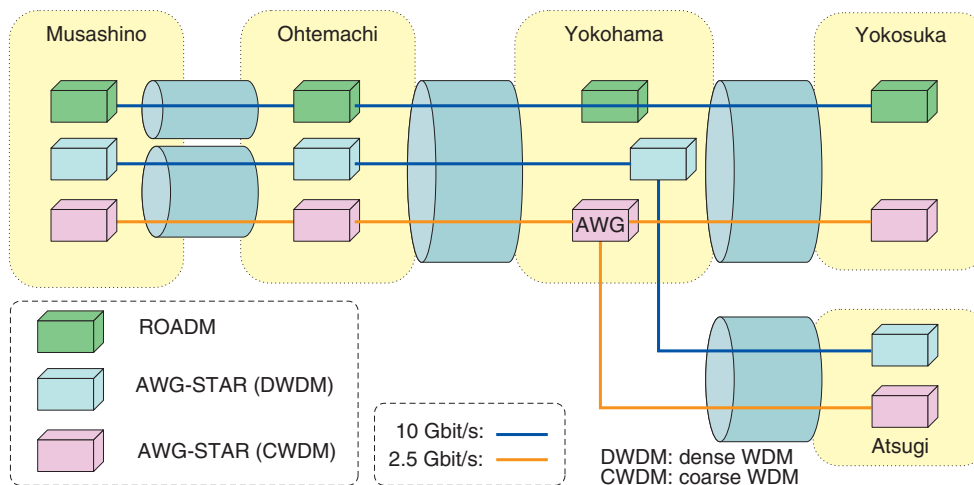 Musashino
Ohtemachi
Yokohama
Yokosuka
AWG
ROADM
AWG-STAR (DWDM)
AWG-STAR (CWDM)
10 Gbit/s:
2.5 Gbit/s:
DWDM: dense WDM
CWDM: coarse WDM
Atsugi